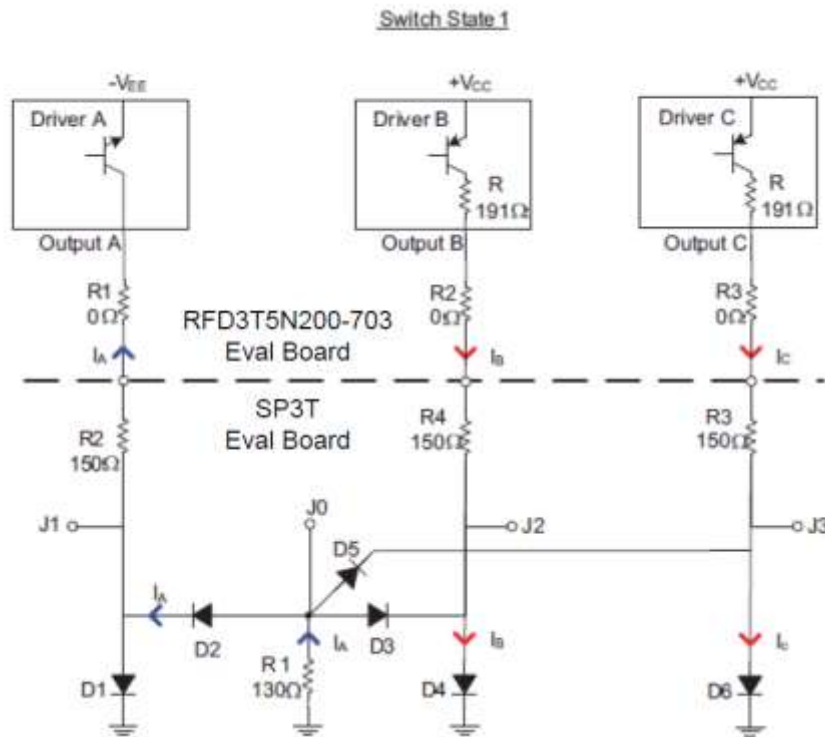 Switch State 1
-VEE
+VCC
+VCC
Driver A
Driver B
Driver C
R
191Ω
R
191Ω
Output A
Output B
Output C
R1
0Ω
R2
0Ω
R3
0Ω
RFD3T5N200-703
Eval Board
IA
IB
IC
SP3T
Eval Board
R2
150Ω
R4
150Ω
R3
150Ω
J1
J0
J2
J3
D5
IA
D2
IA
D3
IB
Ic
R1
130Ω
D1
D4
D6